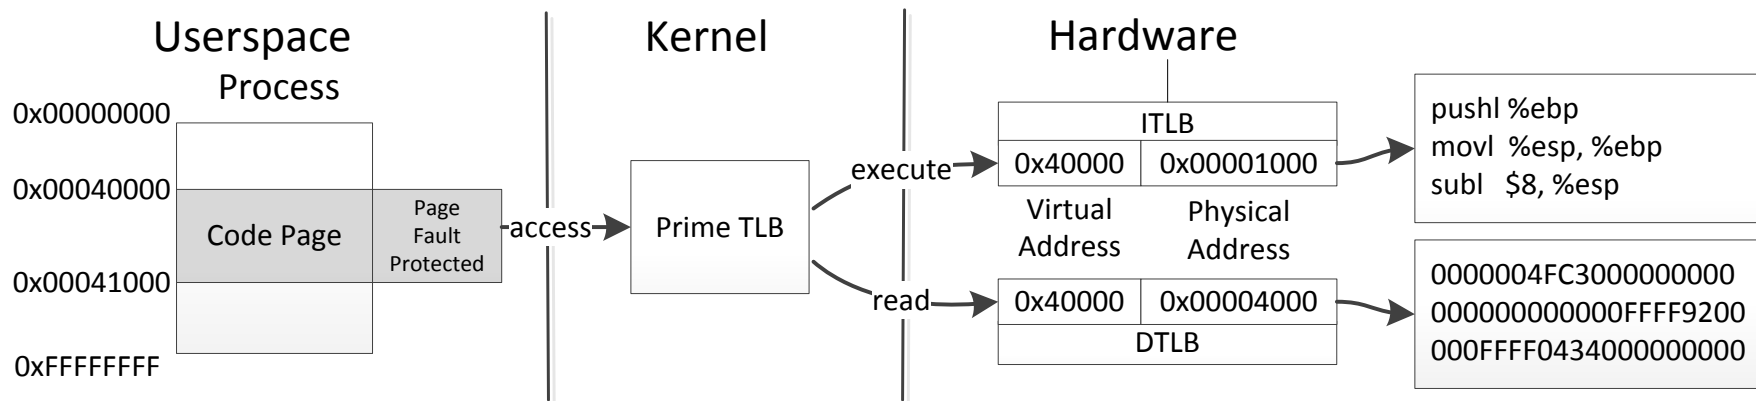 Userspace
Process
0x00000000
0x00040000
Code Page
Page
Fault
Protected
0x00041000
0xFFFFFFFF
access
Kernel
Prime TLB
execute
read
Hardware
ITLB
0x40000 0x00001000
Virtual Address
Physical Address
0x40000 0x00004000
DTLB
pushl %ebp
movl %esp, %ebp
subl $8, %esp
0000004FC3000000000
000000000000FFFF9200
000FFFF0434000000000